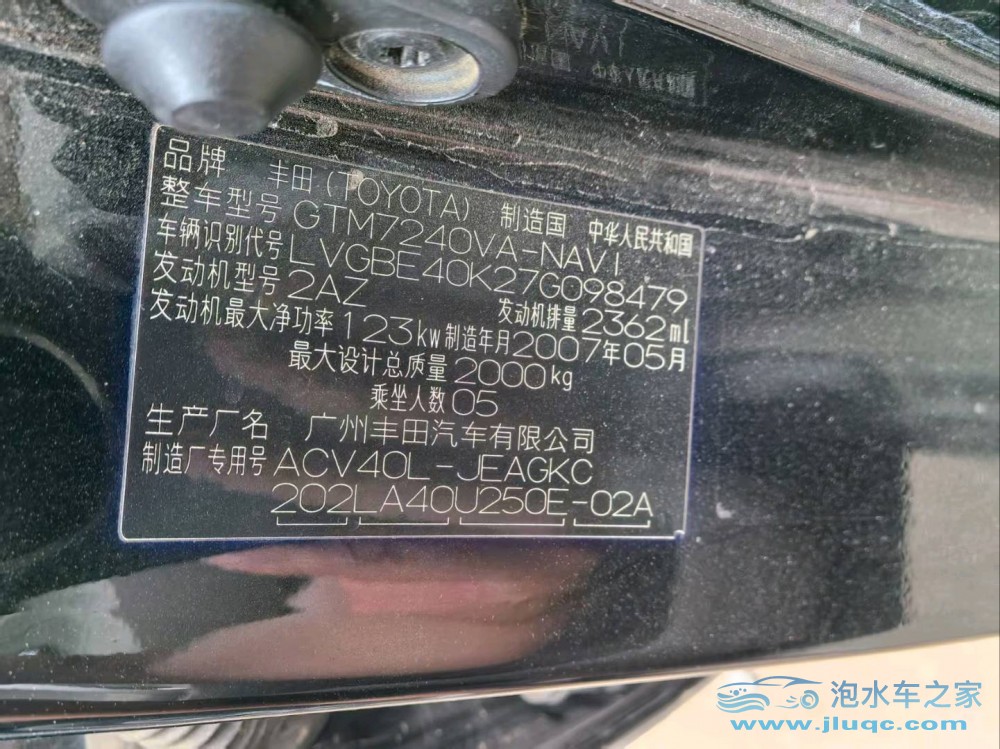 品牌 丰田(TOYOTA) 制造国 中华人民共和国
整车型号 GTM7240VA-NAVI
车辆识别代号 LVGBE40K27G098479
发动机型号 2AZ 发动机排量 2362ml
发动机最大净功率 123kw 制造年月 2007年05月
最大设计总质量 2000kg
乘坐人数 05
生产厂名 广州丰田汽车有限公司
制造厂专用号 ACV40L-JEAGKC
202LA40U250E-02A
泡水车之家
www.jluqc.com